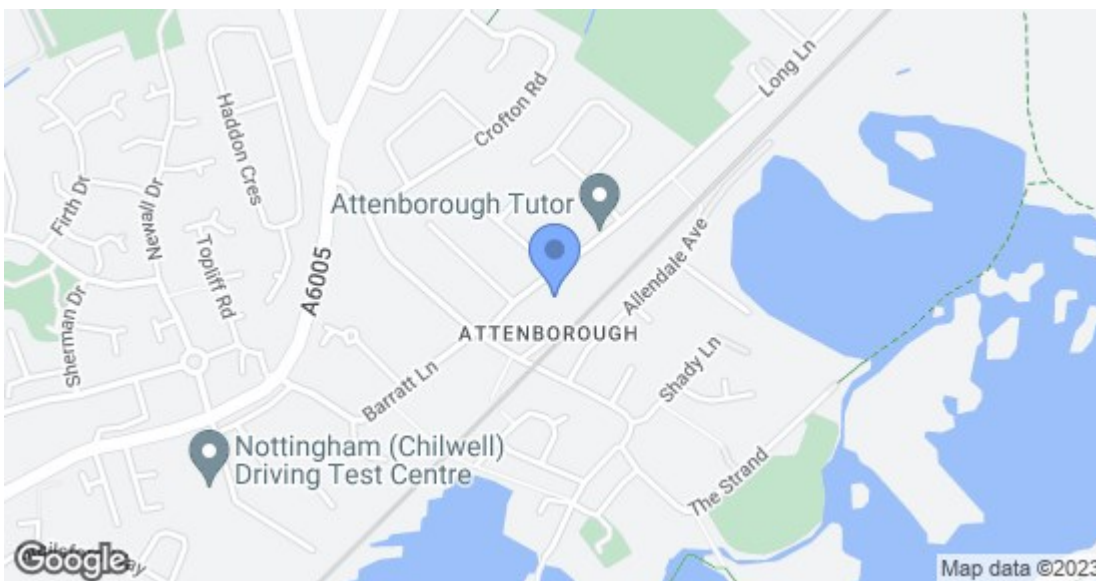 Long Ln
Crofton Rd
Haddon Cres
Firth Dr
Newall Dr
Attenborough Tutor
Topliff Rd
A6005
Allendale Ave
Sherman Dr
ATTENBOROUGH
Shady Ln
Barratt Ln
Nottingham (Chilwell)
Driving Test Centre
The Strand
Google
Map data ©2023